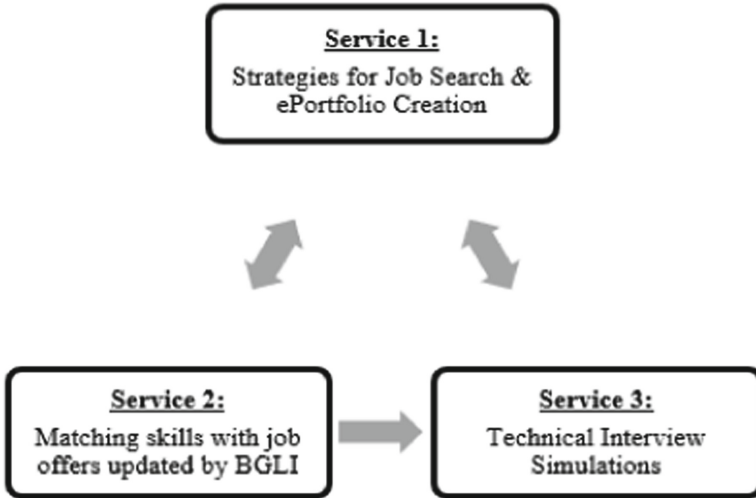 Service 1:
Strategies for Job Search &
ePortfolio Creation
Service 2:
Matching skills with job
offers updated by BGLI
Service 3:
Technical Interview
Simulations